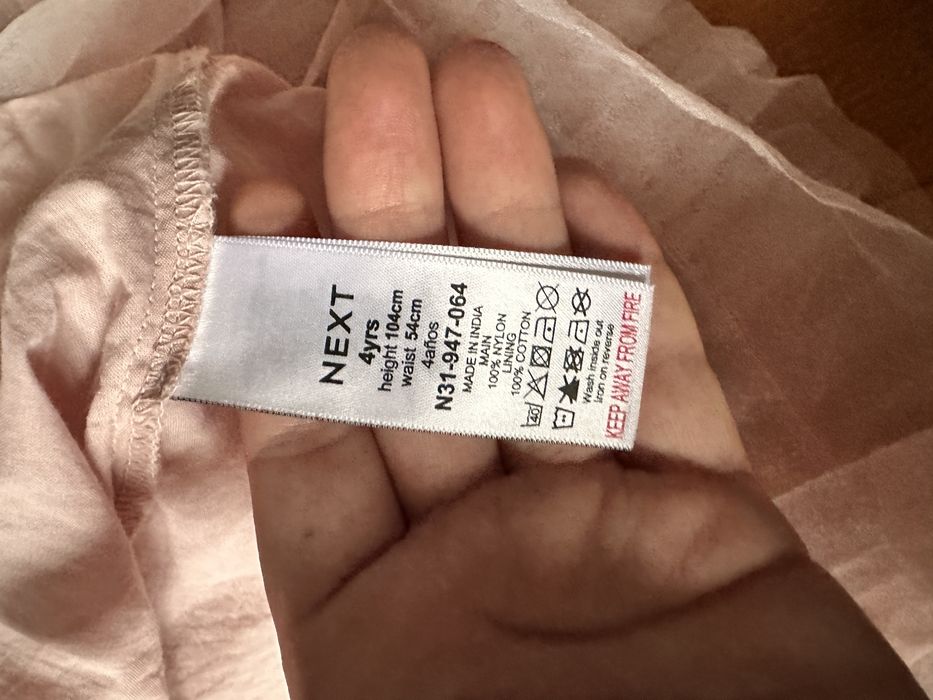 NEXT
4yrs
height 104cm
waist 54cm
4años
N31-947-064
MADE IN INDIA
MAIN
100% NYLON
LINING
100% COTTON
40
Wash inside out
Iron on reverse
KEEP AWAY FROM FIRE